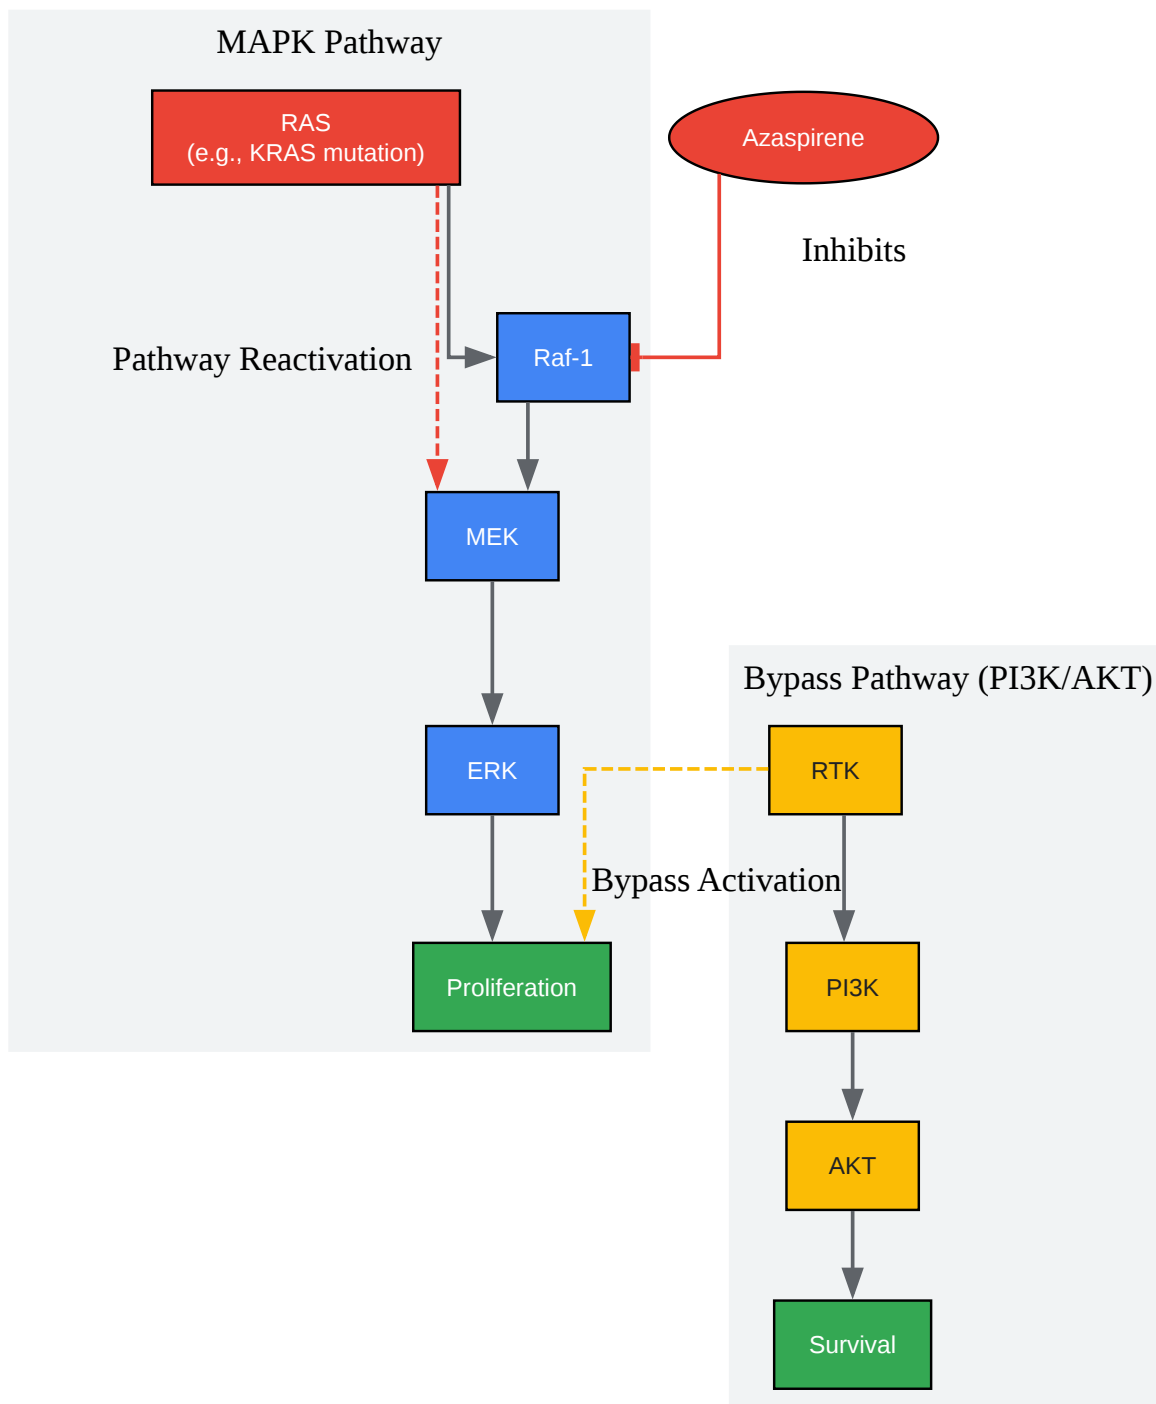 MAPK Pathway
RAS
(e.g., KRAS mutation)
Azaspirene
Inhibits
Pathway Reactivation
Raf-1
MEK
Bypass Pathway (PI3K/AKT)
ERK
RTK
Bypass Activation
Proliferation
PI3K
AKT
Survival